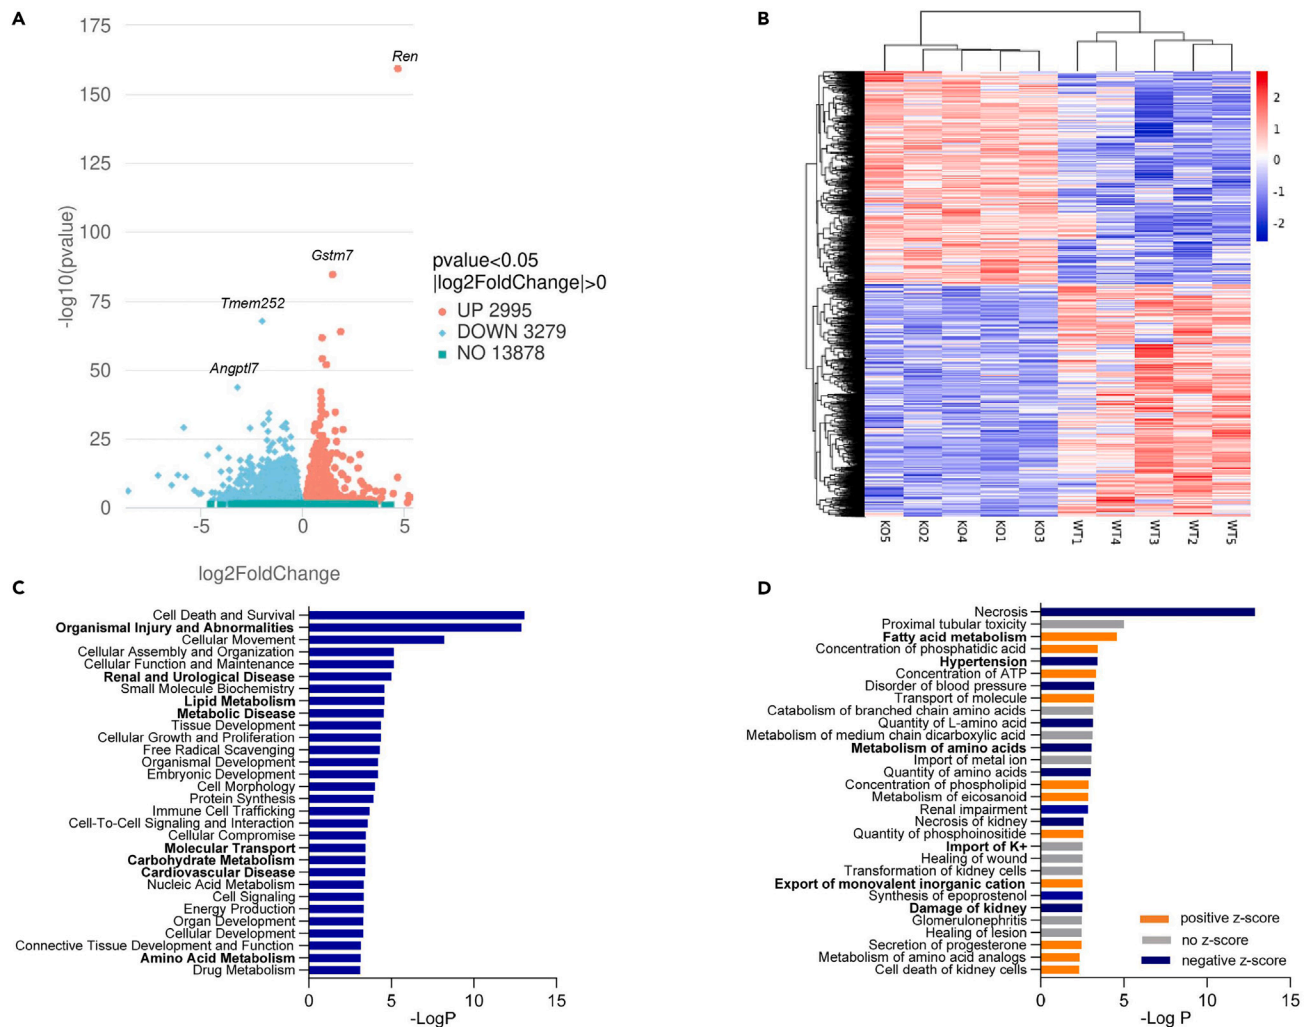 A
175
150
125
100
75
50
25
0
-log10(pvalue)
Ren
Gstm7
Tmem252
Angptl7
-5
0
5
log2FoldChange
pvalue<0.05
|log2FoldChange|>0
UP 2995
DOWN 3279
NO 13878
B
2
1
0
-1
-2
KO5
KO2
KO4
KO1
KO3
WT1
WT4
WT3
WT2
WT5
C
Cell Death and Survival
Organismal Injury and Abnormalities
Cellular Movement
Cellular Assembly and Organization
Cellular Function and Maintenance
Renal and Urological Disease
Small Molecule Biochemistry
Lipid Metabolism
Metabolic Disease
Tissue Development
Cellular Growth and Proliferation
Free Radical Scavenging
Organismal Development
Embryonic Development
Cell Morphology
Protein Synthesis
Immune Cell Trafficking
Cell-To-Cell Signaling and Interaction
Cellular Compromise
Molecular Transport
Carbohydrate Metabolism
Cardiovascular Disease
Nucleic Acid Metabolism
Cell Signaling
Energy Production
Organ Development
Cellular Development
Connective Tissue Development and Function
Amino Acid Metabolism
Drug Metabolism
0
5
10
15
-LogP
D
Necrosis
Proximal tubular toxicity
Fatty acid metabolism
Concentration of phosphatidic acid
Hypertension
Concentration of ATP
Disorder of blood pressure
Transport of molecule
Catabolism of branched chain amino acids
Quantity of L-amino acid
Metabolism of medium chain dicarboxylic acid
Metabolism of amino acids
Import of metal ion
Quantity of amino acids
Concentration of phospholipid
Metabolism of eicosanoid
Renal impairment
Necrosis of kidney
Quantity of phosphoinositide
Import of K+
Healing of wound
Transformation of kidney cells
Export of monovalent inorganic cation
Synthesis of epoprostenol
Damage of kidney
Glomerulonephritis
Healing of lesion
Secretion of progesterone
Metabolism of amino acid analogs
Cell death of kidney cells
positive z-score
no z-score
negative z-score
0
5
10
15
-Log P